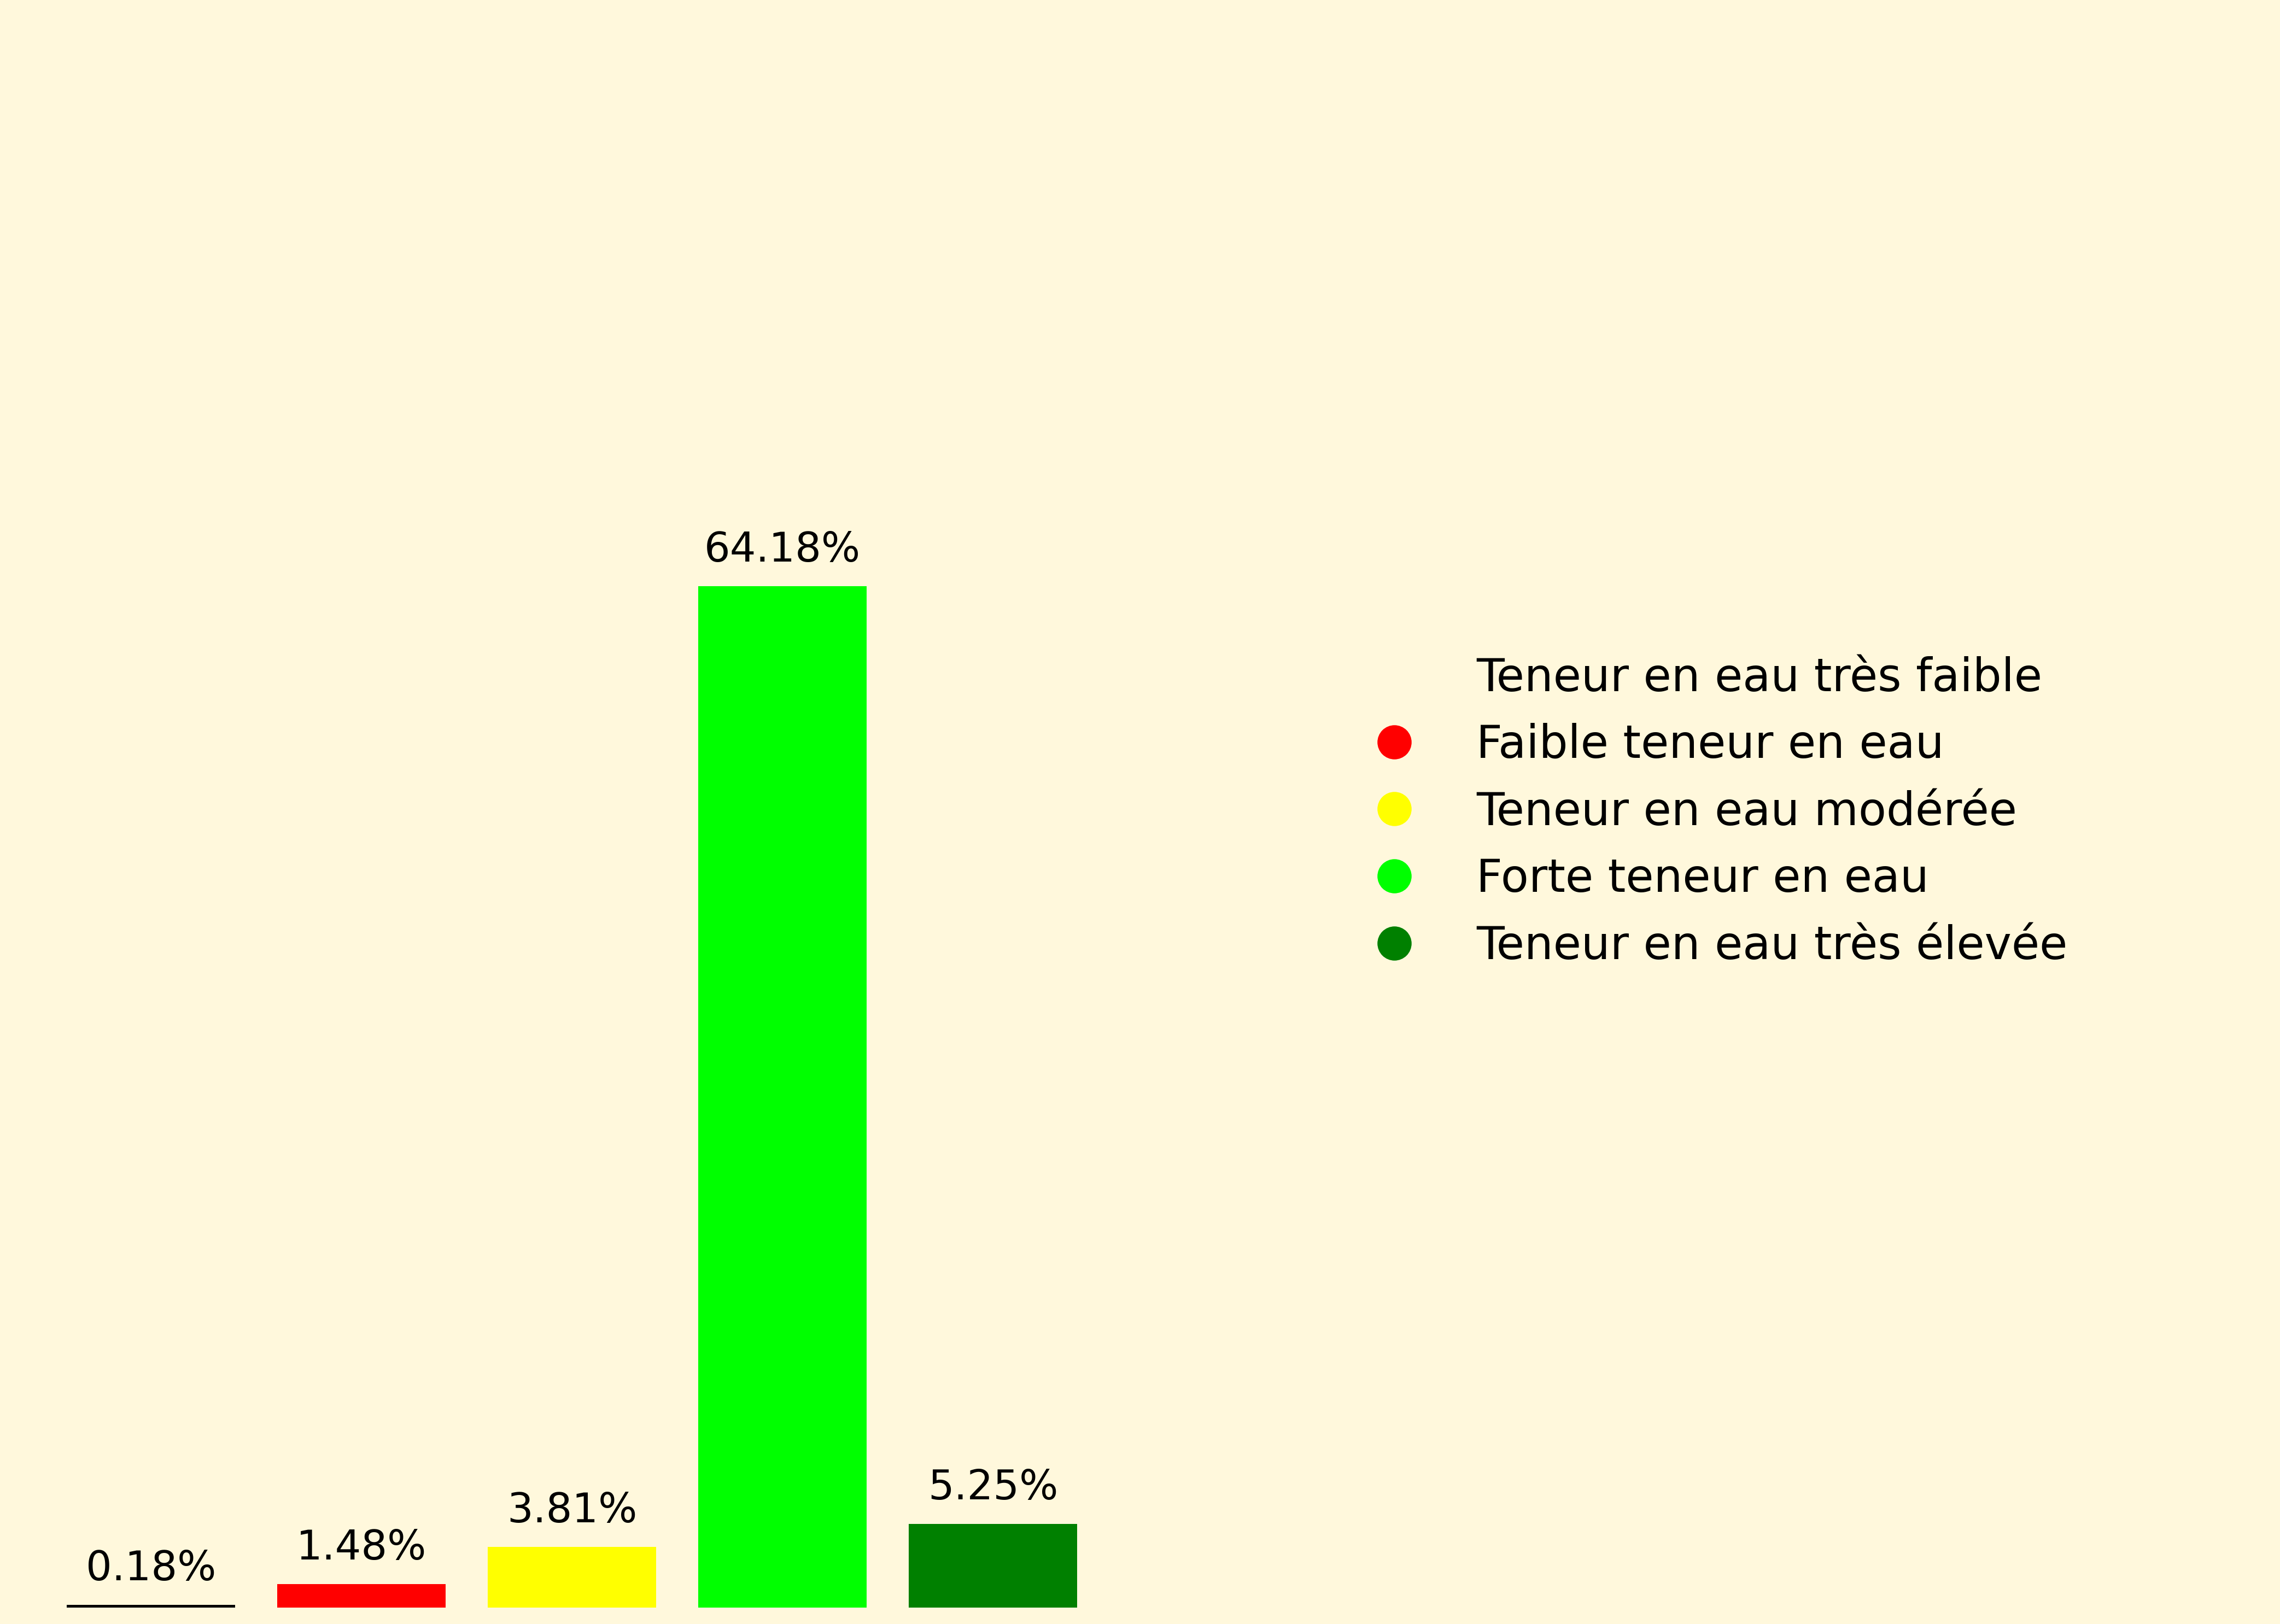 64.18%
Teneur en eau très faible
Faible teneur en eau
Teneur en eau modérée
Forte teneur en eau
Teneur en eau très élevée
5.25%
3.81%
1.48%
0.18%